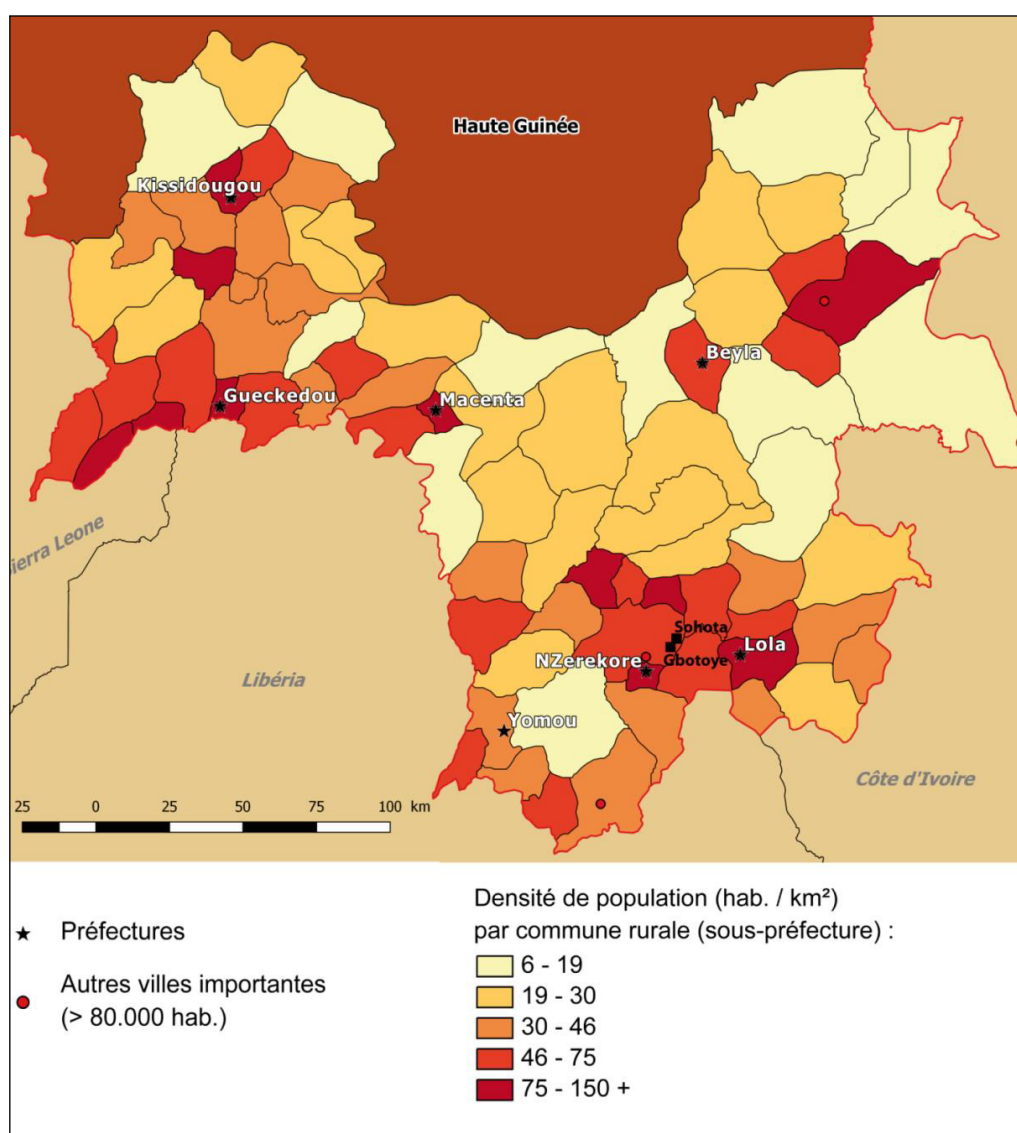 Haute Guinée
Kissidougou
Beyla
Gueckedou
Macenta
Sierra Leone
Sohota
Lola
NZerekore
Gbotoye
Libéria
Yomou
Côte d'Ivoire
25 0 25 50 75 100 km
Densité de population (hab. / km²)
par commune rurale (sous-préfecture) :
Préfectures
Autres villes importantes
(> 80.000 hab.)
6 - 19
19 - 30
30 - 46
46 - 75
75 - 150 +